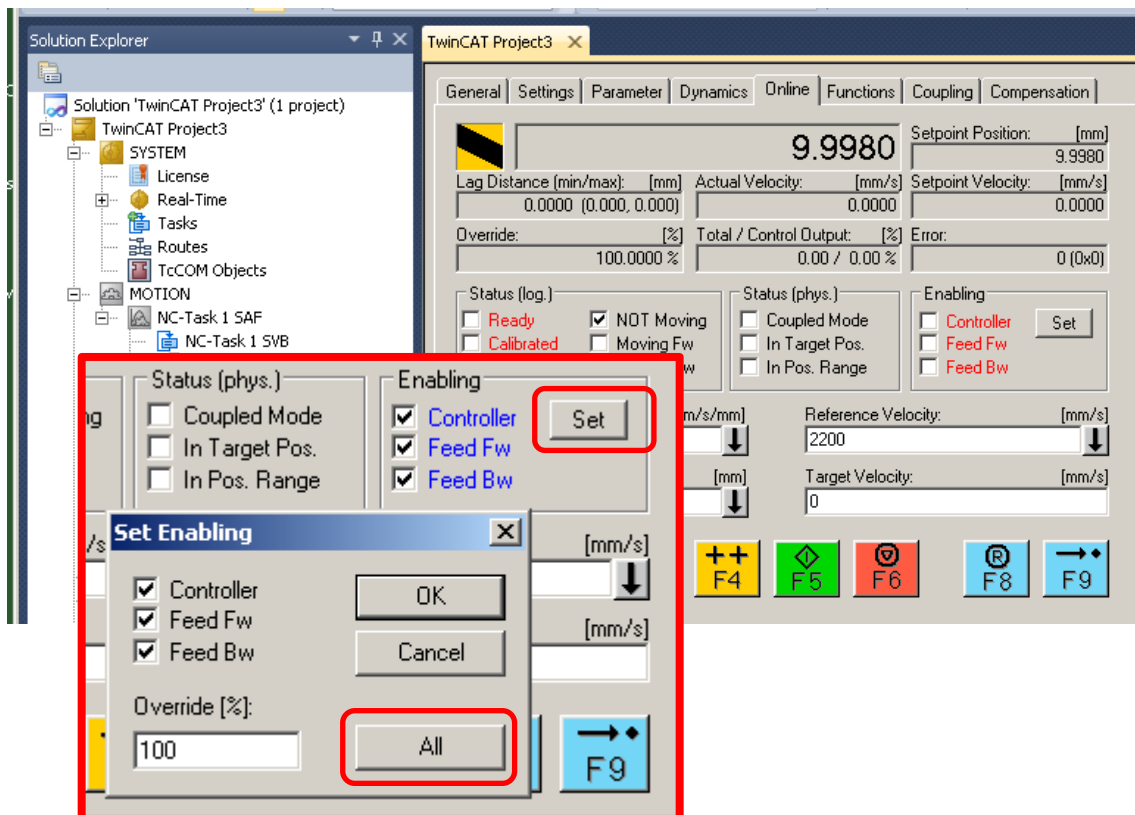 Solution Explorer
TwinCAT Project3
Solution 'TwinCAT Project3' (1 project)
TwinCAT Project3
SYSTEM
License
Real-Time
Tasks
Routes
TcCOM Objects
MOTION
NC-Task 1 SAF
NC-Task 1 SVB
General Settings Parameter Dynamics Online Functions Coupling Compensation
9.9980
Setpoint Position: [mm]
9.9980
Lag Distance (min/max): [mm] Actual Velocity: [mm/s] Setpoint Velocity: [mm/s]
0.0000 (0.000, 0.000) 0.0000 0.0000
Override: [%] Total / Control Output: [%] Error:
100.0000 % 0.00 / 0.00 % 0 (0x0)
Status (log.) Status (phys.) Enabling
Ready NOT Moving Coupled Mode Controller Set
Calibrated Moving Fw In Target Pos. Feed Fw
In Pos. Range Feed Bw
m/s/mm] Reference Velocity: [mm/s]
2200
[mm] Target Velocity: [mm/s]
0
F4 F5 F6 R F8 F9
Status (phys.) Enabling
ng Coupled Mode Controller Set
In Target Pos. Feed Fw
In Pos. Range Feed Bw
Set Enabling
/s [mm/s]
Controller OK
Feed Fw
Feed Bw Cancel
[mm/s]
Override [%]:
100 All
F9